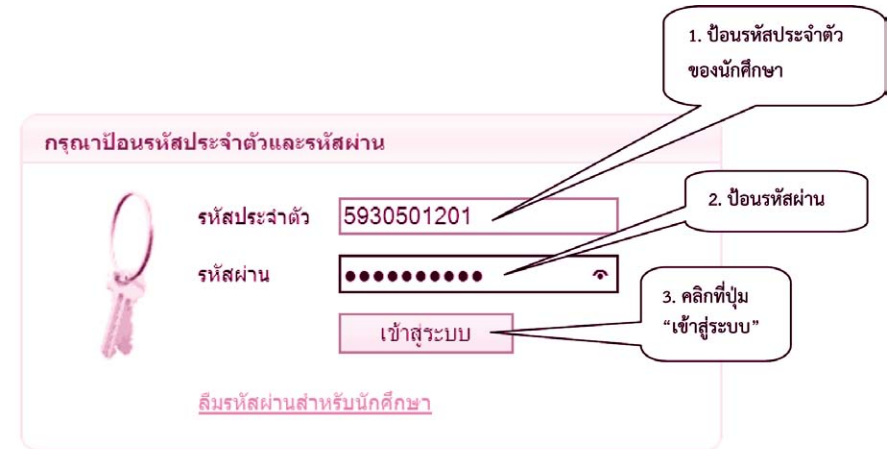 1. ป้อนรหัสประจำตัว
ของนักศึกษา
กรุณาป้อนรหัสประจำตัวและรหัสผ่าน
รหัสประจำตัว 5930501201
2. ป้อนรหัสผ่าน
รหัสผ่าน ●●●●●●●●●●
3. คลิกที่ปุ่ม
“เข้าสู่ระบบ”
เข้าสู่ระบบ
ลืมรหัสผ่านสำหรับนักศึกษา